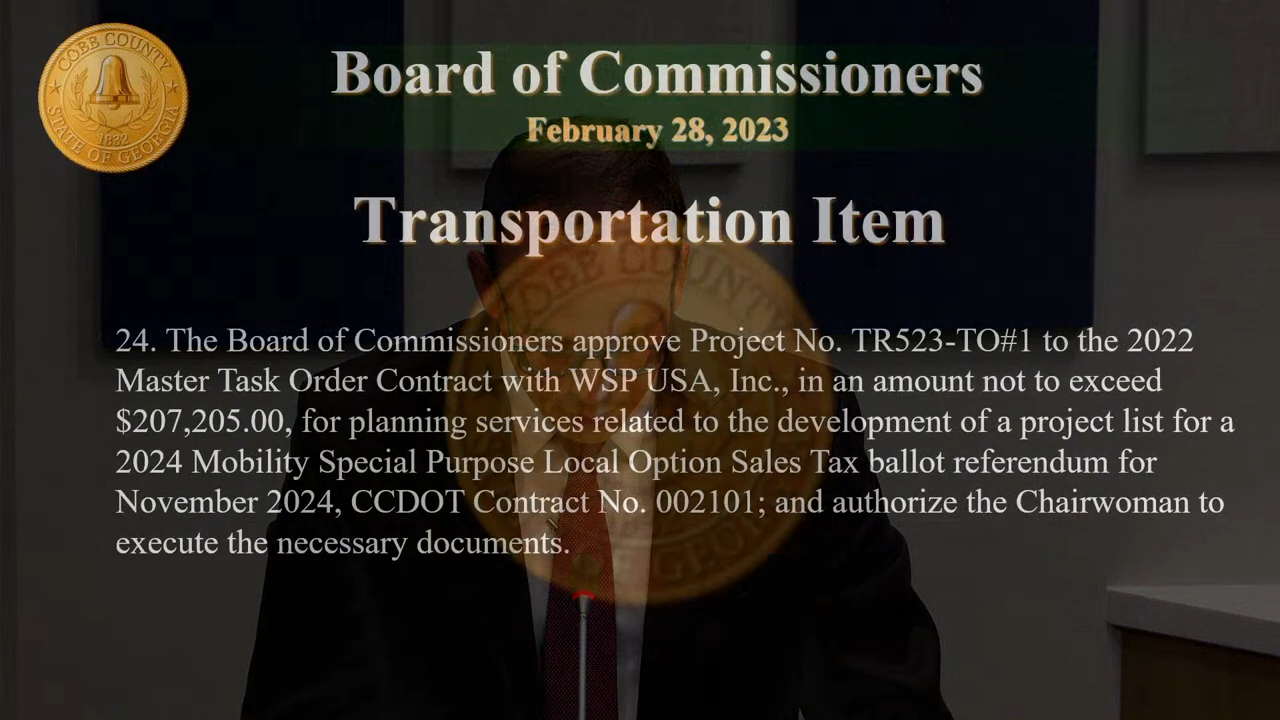 COBB COUNTY
1832
STATE OF GEORGIA
Board of Commissioners
February 28, 2023
Transportation Item
24. The Board of Commissioners approve Project No. TR523-TO#1 to the 2022
Master Task Order Contract with WSP USA, Inc., in an amount not to exceed
$207,205.00, for planning services related to the development of a project list for a
2024 Mobility Special Purpose Local Option Sales Tax ballot referendum for
November 2024, CCDOT Contract No. 002101; and authorize the Chairwoman to
execute the necessary documents.
COBB COUNTY
OF GEORGIA